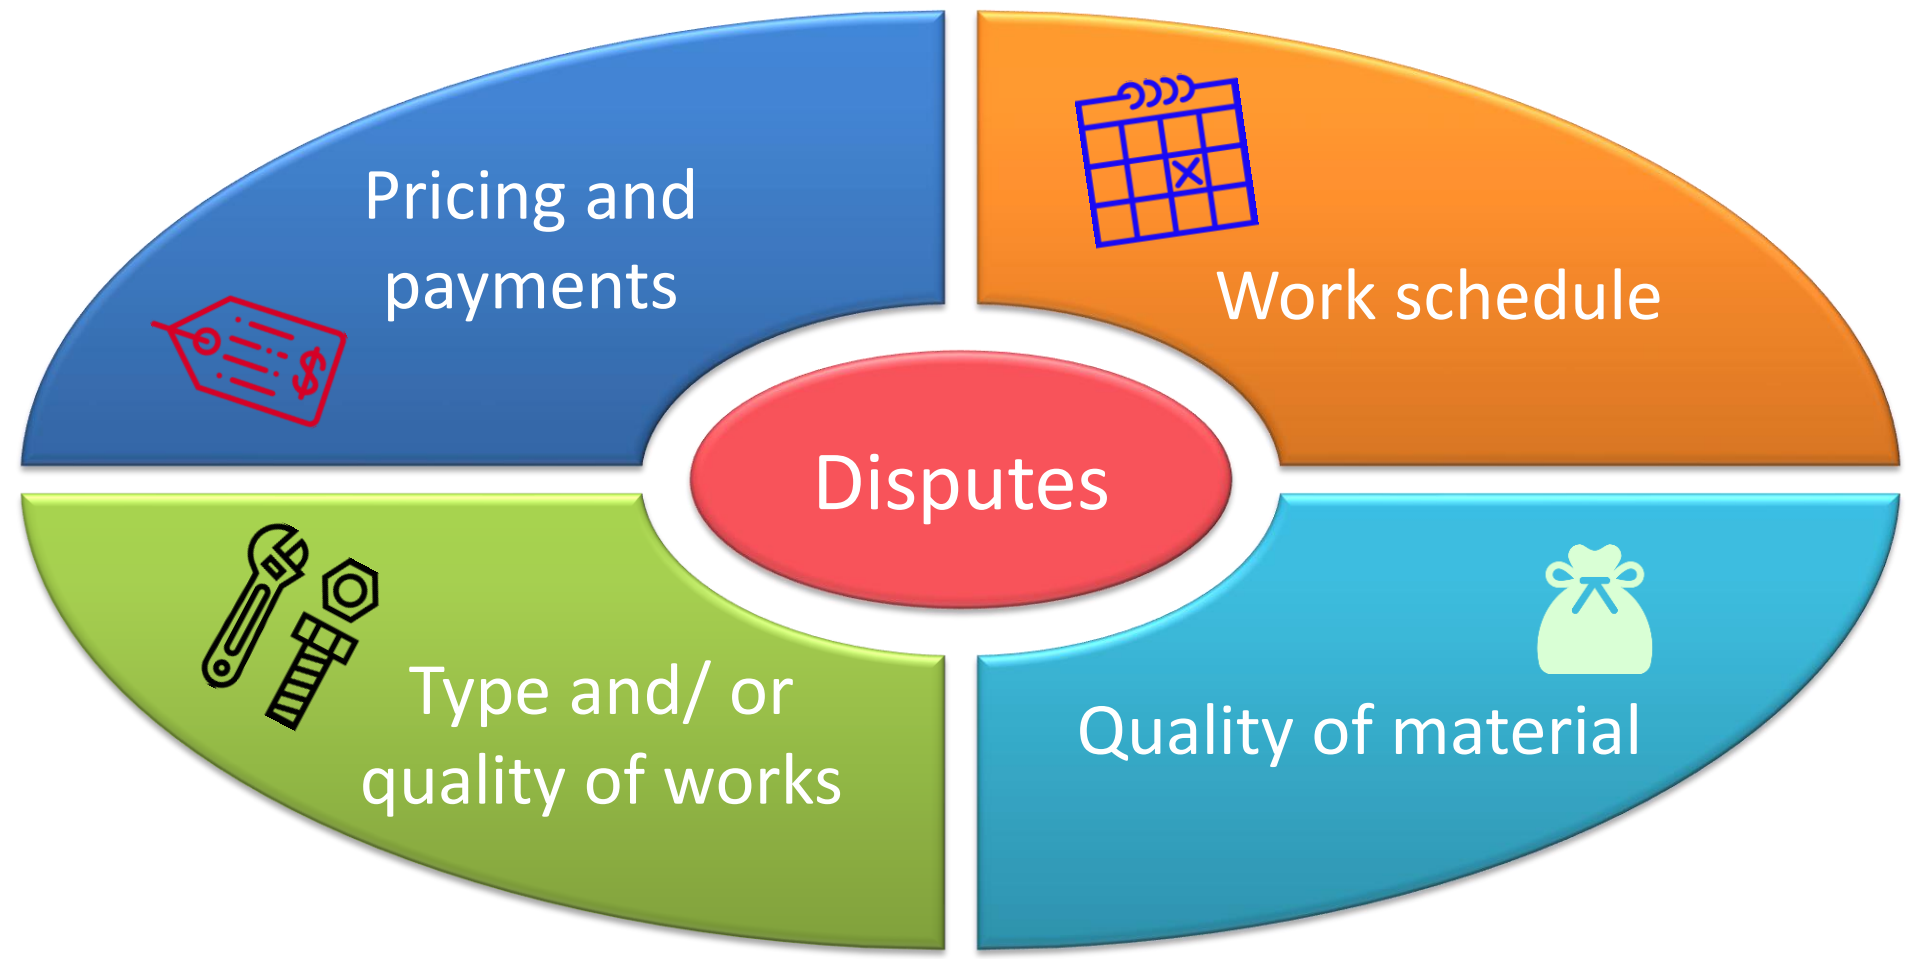 Pricing and
payments
Work schedule
$
Disputes
Type and/ or
quality of works
Quality of material